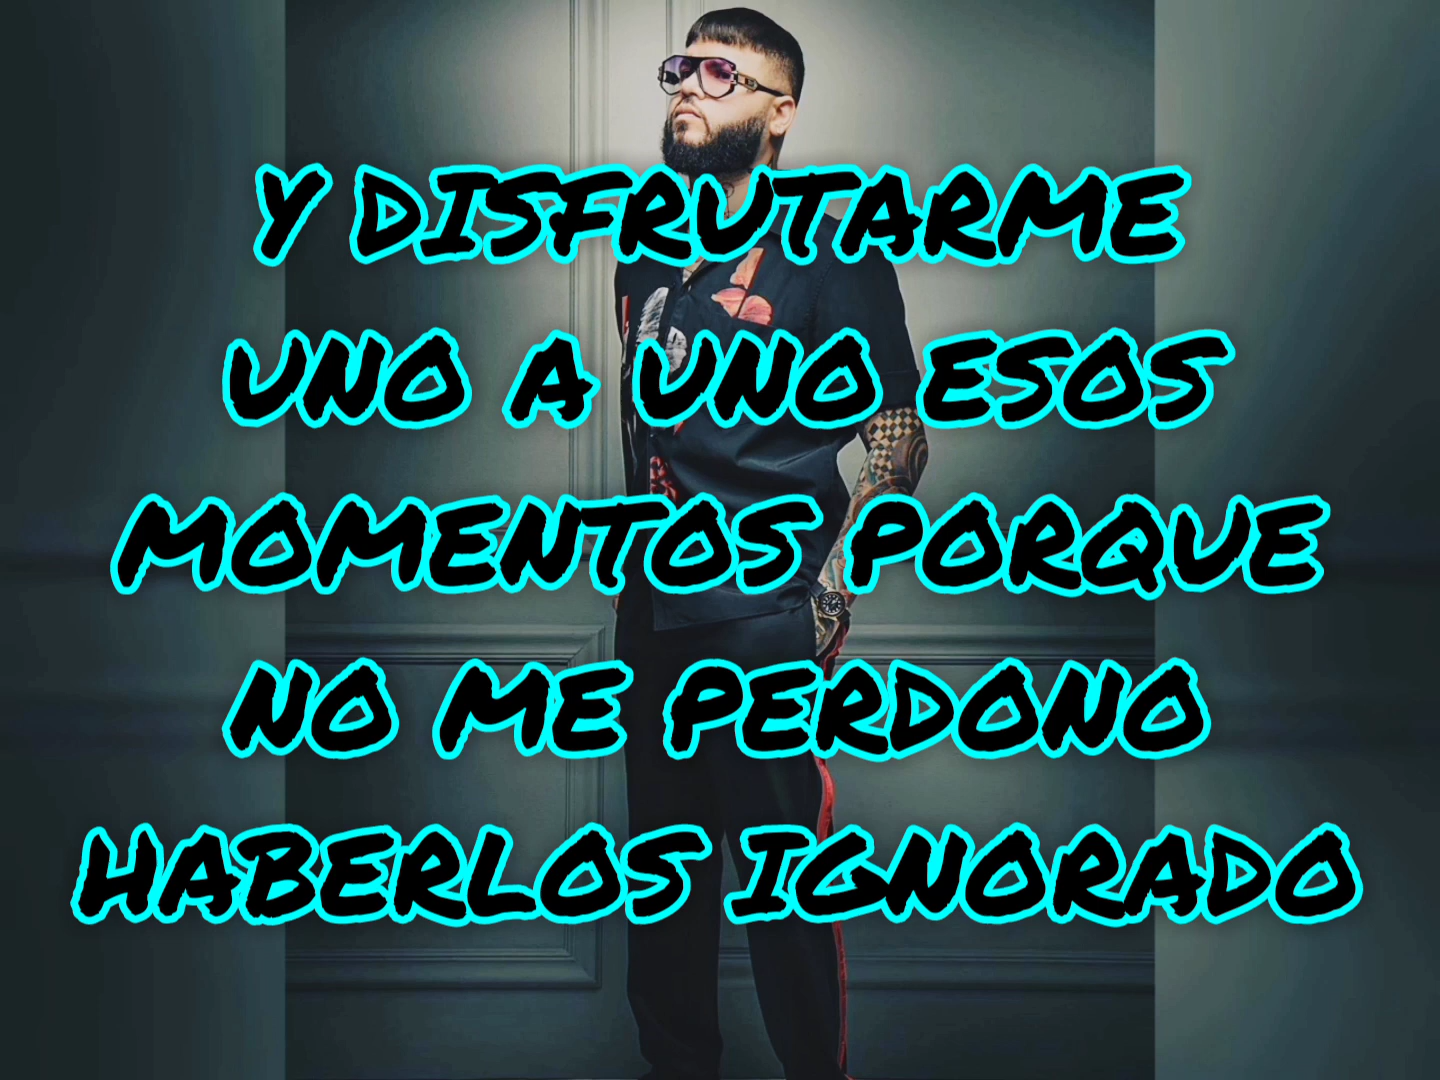 Y DISFRUTARME
UNO A UNO ESOS
MOMENTOS PORQUE
NO ME PERDONO
HABERLOS IGNORADO